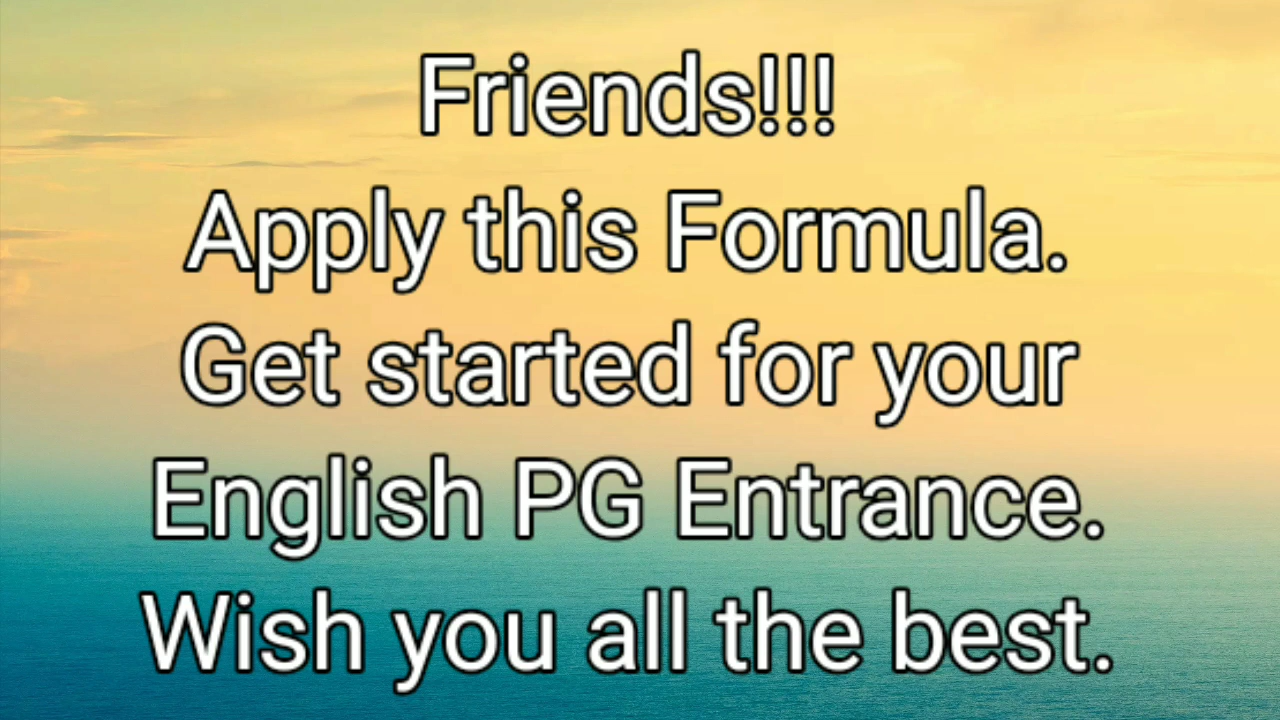 Friends!!!
Apply this Formula.
Get started for your
English PG Entrance.
Wish you all the best.